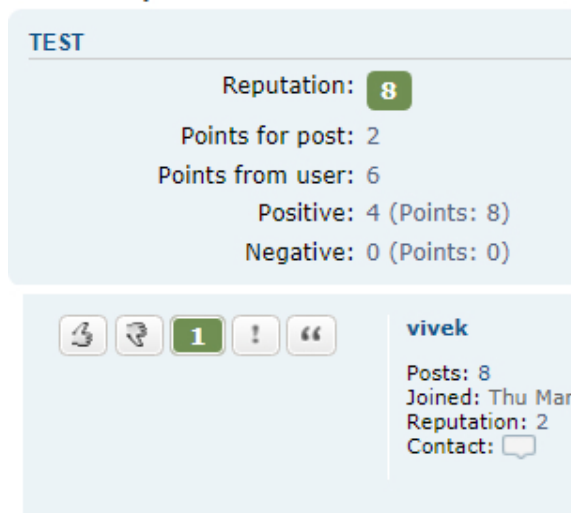 TEST
Reputation: 8
Points for post: 2
Points from user: 6
Positive: 4 (Points: 8)
Negative: 0 (Points: 0)
1 ! “
vivek
Posts: 8
Joined: Thu Mar
Reputation: 2
Contact: